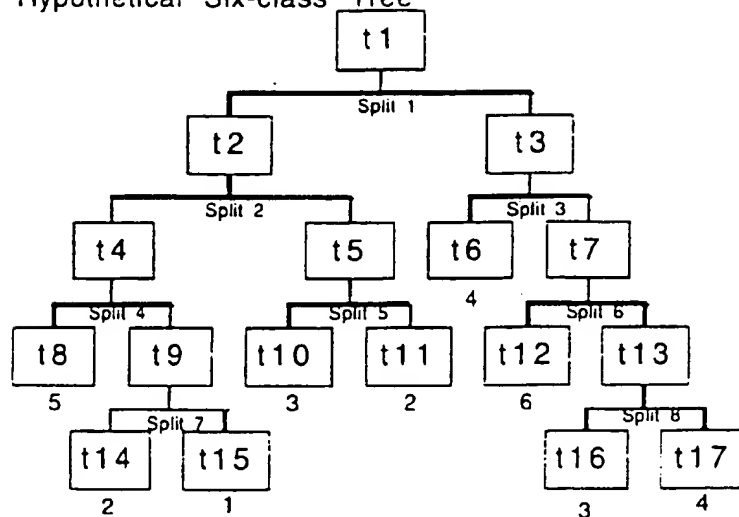 Hypothetical Six-class Tree
t1
Split 1
t2 t3
Split 2 Split 3
t4 t5 t6 t7
4
Split 4 Split 5 Split 6
t8 t9 t10 t11 t12 t13
5 3 2 6
Split 7 Split 8
t14 t15 t16 t17
2 1 3 4